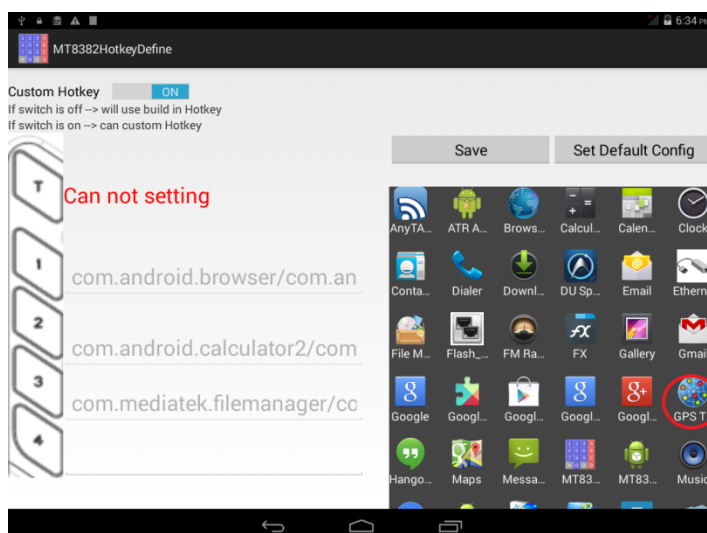 6:34 PM
MT8382HotkeyDefine
Custom Hotkey ON
If switch is off --> will use build in Hotkey
If switch is on --> can custom Hotkey
Save
Set Default Config
T
Can not setting
1
com.android.browser/com.an
2
com.android.calculator2/com
3
com.mediatek.filemanager/co
4
AnyTA... ATR A... Brows... Calcul... Calen... Clock
Conta... Dialer Downl... DU Sp... Email Ethern
File M... Flash_... FM Ra... FX Gallery Gmail
Google Googl... Googl... Googl... Googl... GPS T
Hango... Maps Messa... MT83... MT83... Music